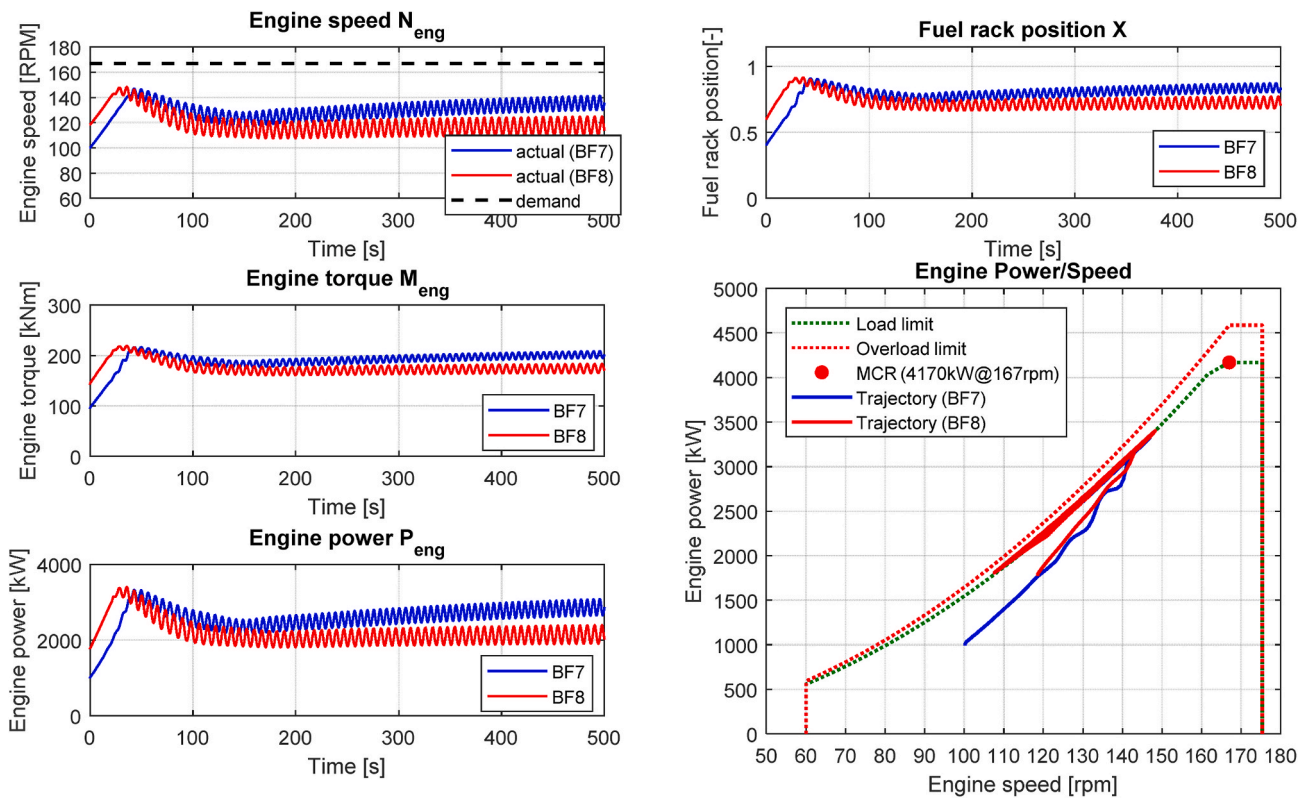 Engine speed N_eng
Engine speed [RPM]
180
160
140
120
100
80
60
0 100 200 300 400 500
Time [s]
actual (BF7)
actual (BF8)
demand
Fuel rack position X
Fuel rack position[-]
1
0.5
0
0 100 200 300 400 500
Time [s]
BF7
BF8
Engine torque M_eng
Engine torque [kNm]
300
200
100
0
0 100 200 300 400 500
Time [s]
BF7
BF8
Engine power P_eng
Engine power [kW]
4000
2000
0
0 100 200 300 400 500
Time [s]
BF7
BF8
Engine Power/Speed
Engine power [kW]
5000
4500
4000
3500
3000
2500
2000
1500
1000
500
0
50 60 70 80 90 100 110 120 130 140 150 160 170 180
Engine speed [rpm]
Load limit
Overload limit
MCR (4170kW@167rpm)
Trajectory (BF7)
Trajectory (BF8)